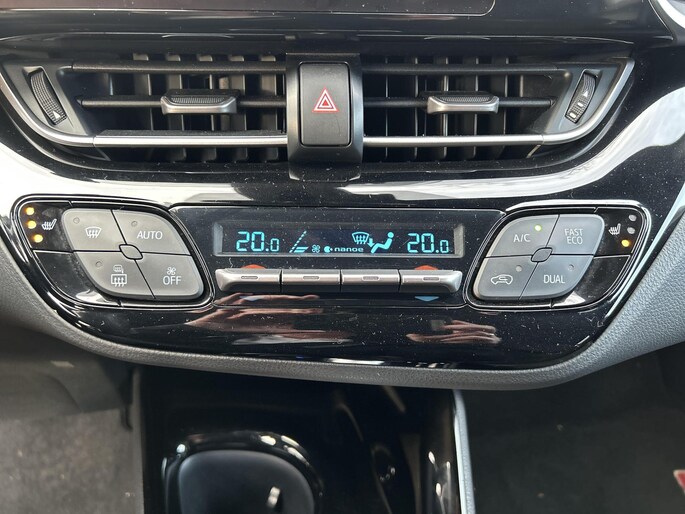 20.0 nanoe 20.0
AUTO
OFF
A/C
FAST
ECO
DUAL